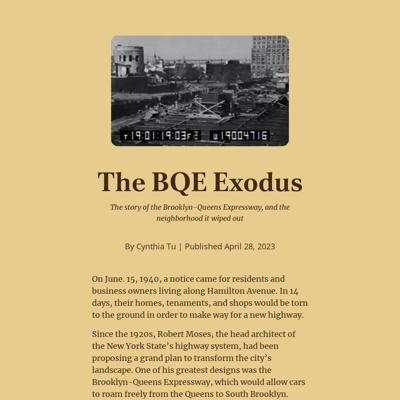 19:01:19:03
19004716
The BQE Exodus
The story of the Brooklyn-Queens Expressway, and the
neighborhood it wiped out
By Cynthia Tu | Published April 28, 2023
On June. 15, 1940, a notice came for residents and
business owners living along Hamilton Avenue. In 14
days, their homes, tenaments, and shops would be torn
to the ground in order to make way for a new highway.
Since the 1920s, Robert Moses, the head architect of
the New York State's highway system, had been
proposing a grand plan to transform the city's
landscape. One of his greatest designs was the
Brooklyn-Queens Expressway, which would allow cars
to roam freely from the Queens to South Brooklyn.